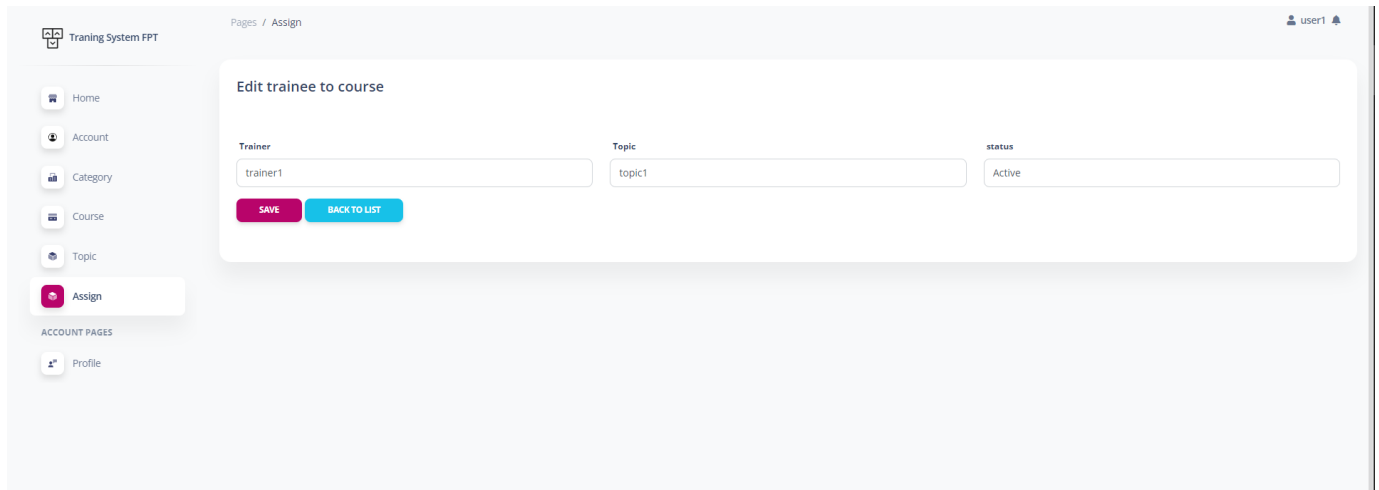 Traning System FPT
Pages / Assign
user1
Home
Account
Category
Course
Topic
Assign
ACCOUNT PAGES
Profile
Edit trainee to course
Trainer
Topic
status
trainer1
topic1
Active
SAVE
BACK TO LIST